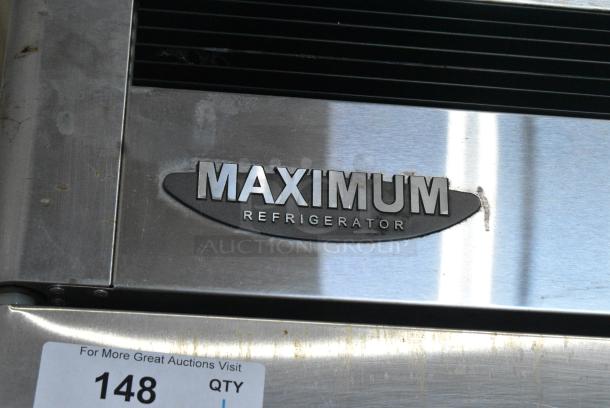 MAXIMUM
REFRIGERATOR
AUCTION GROUP
For More Great Auctions Visit
148 QTY